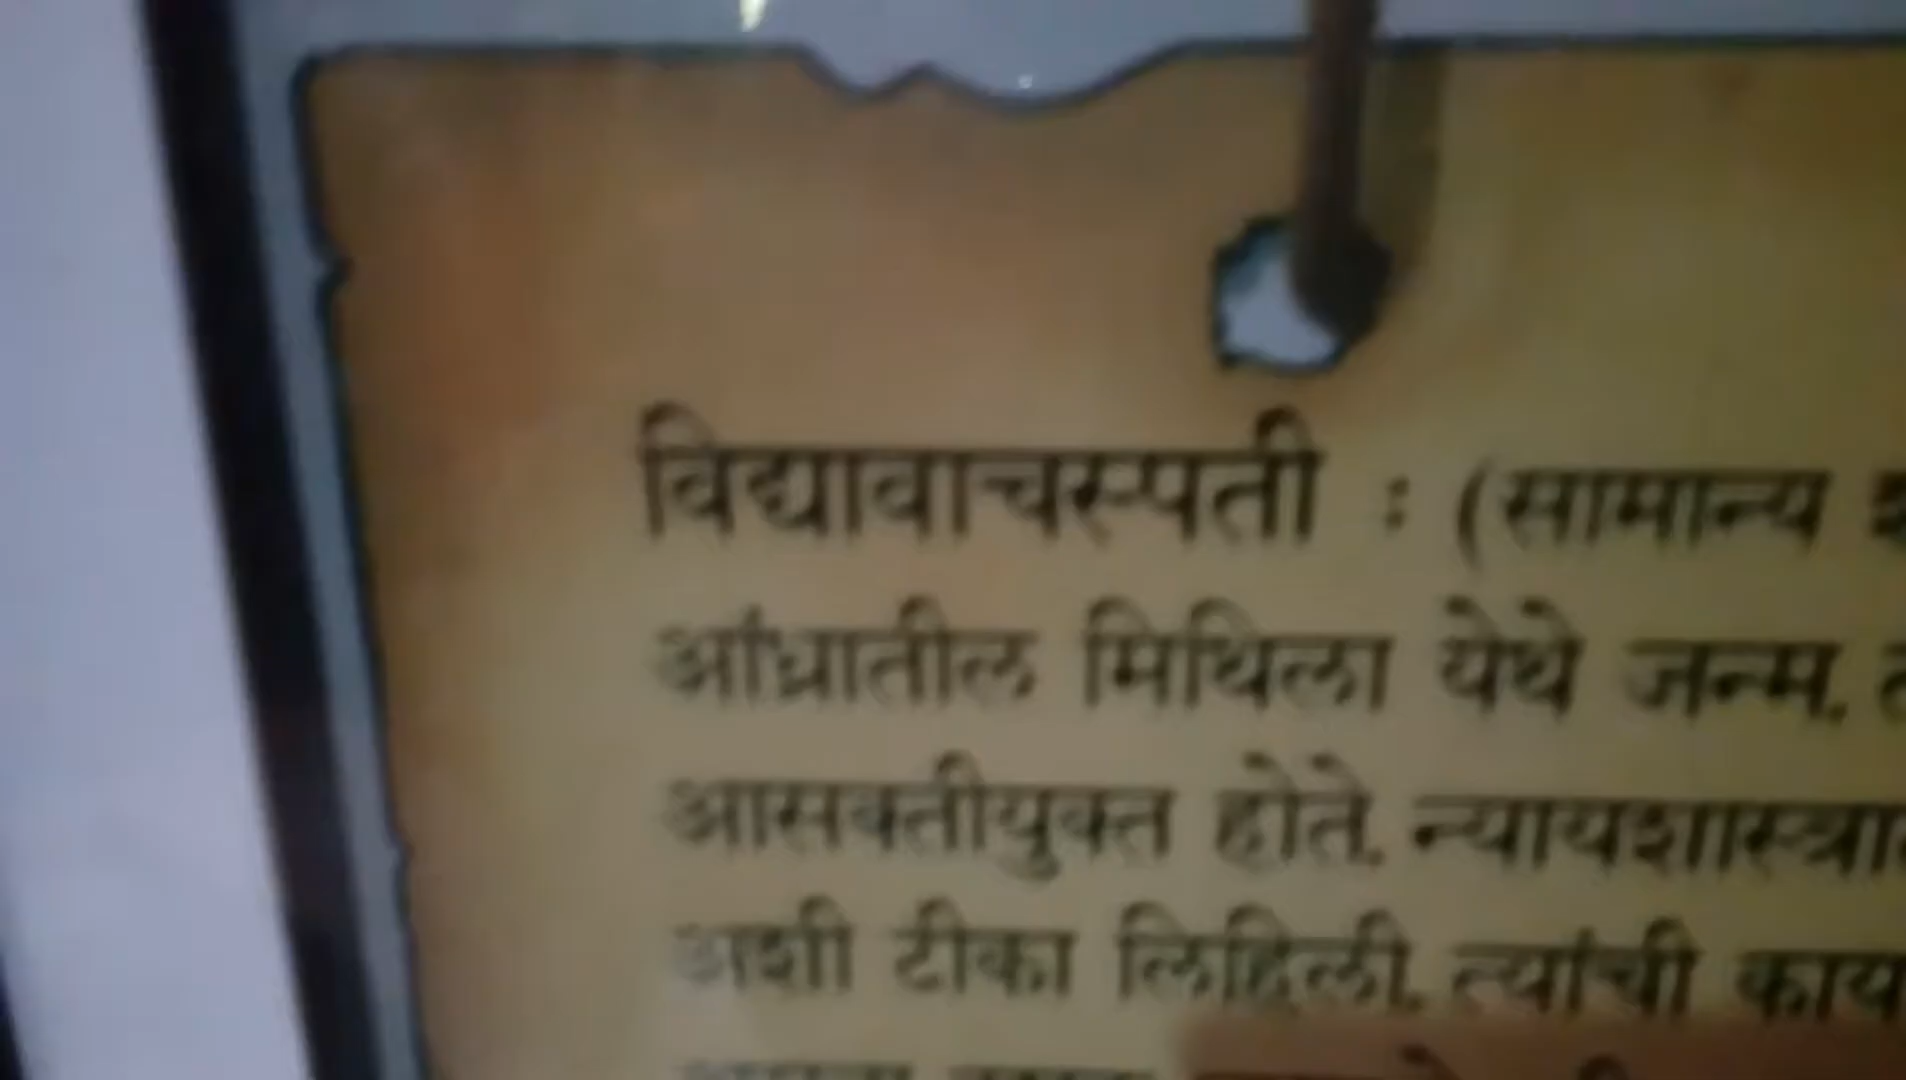 विद्यावाचस्पती : (सामान्य
आंध्रातील मिथिला येथे जन्म.
आसक्तीयुक्त होते. न्यायशास्त्रा
अशी टीका लिहिली. त्यांची काय